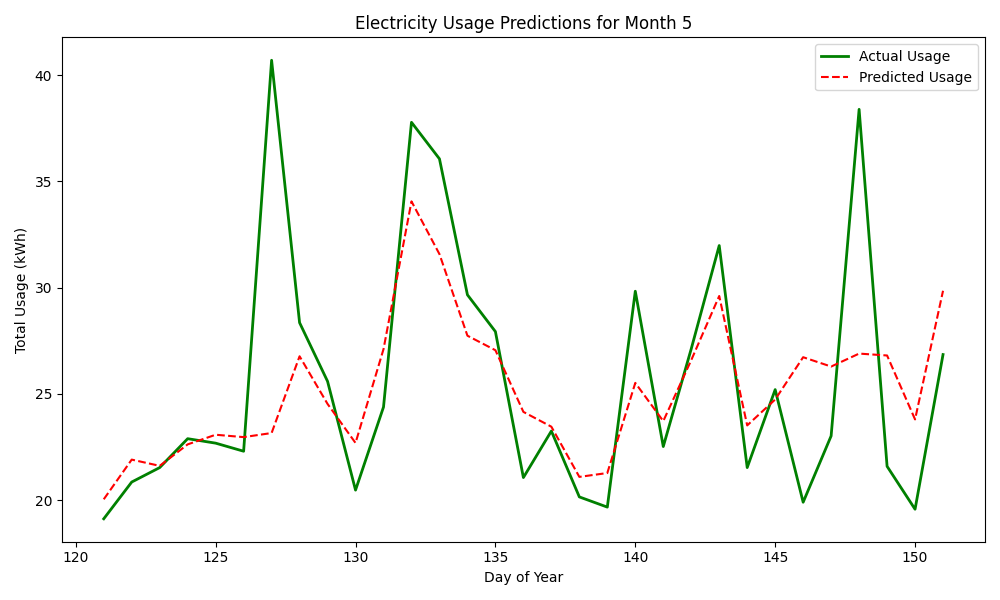 Electricity Usage Predictions for Month 5
Actual Usage
Predicted Usage
Total Usage (kWh)
40
35
30
25
20
120
125
130
135
140
145
150
Day of Year